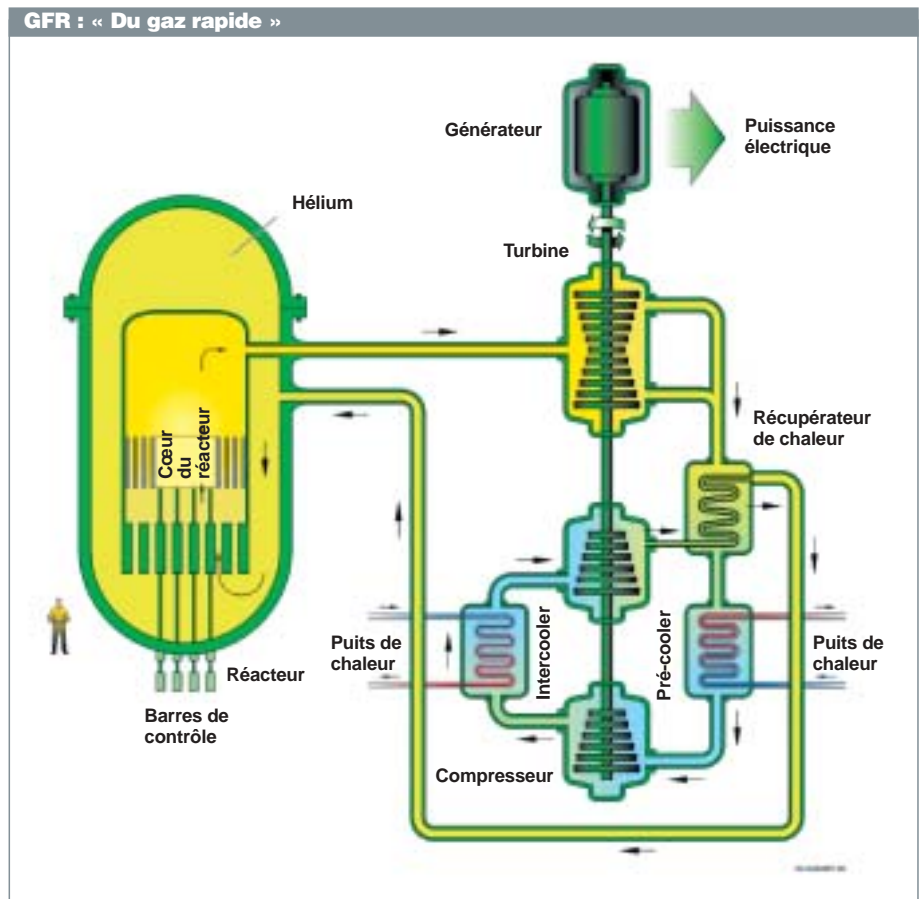 GFR : « Du gaz rapide »
Générateur
Puissance
électrique
Hélium
Turbine
Récupérateur
de chaleur
Cœur
du
réacteur
Puits de
chaleur
Intercooler
Pré-cooler
Puits de
chaleur
Réacteur
Barres de
contrôle
Compresseur